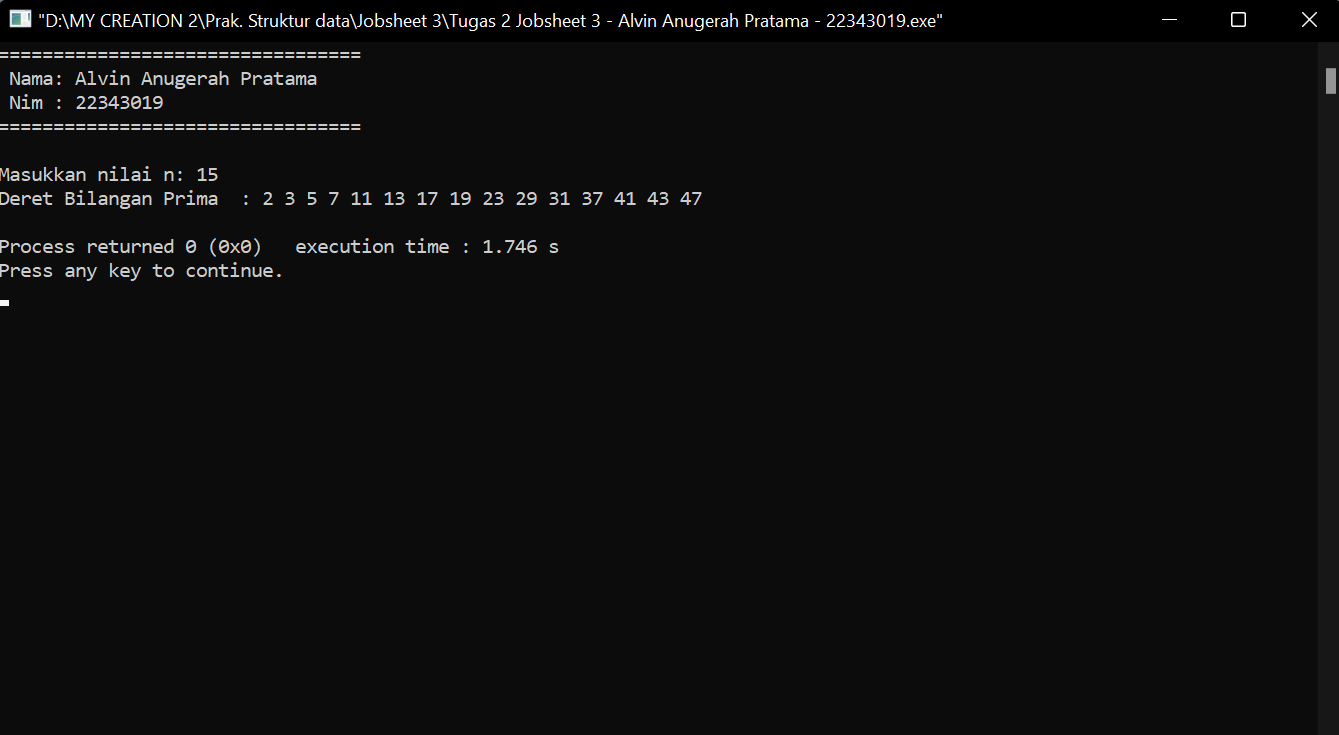 "D:\MY CREATION 2\Prak. Struktur data\Jobsheet 3\Tugas 2 Jobsheet 3 - Alvin Anugerah Pratama - 22343019.exe"
=================================
Nama: Alvin Anugerah Pratama
Nim : 22343019
=================================
Masukkan nilai n: 15
Deret Bilangan Prima  : 2 3 5 7 11 13 17 19 23 29 31 37 41 43 47
Process returned 0 (0x0)   execution time : 1.746 s
Press any key to continue.